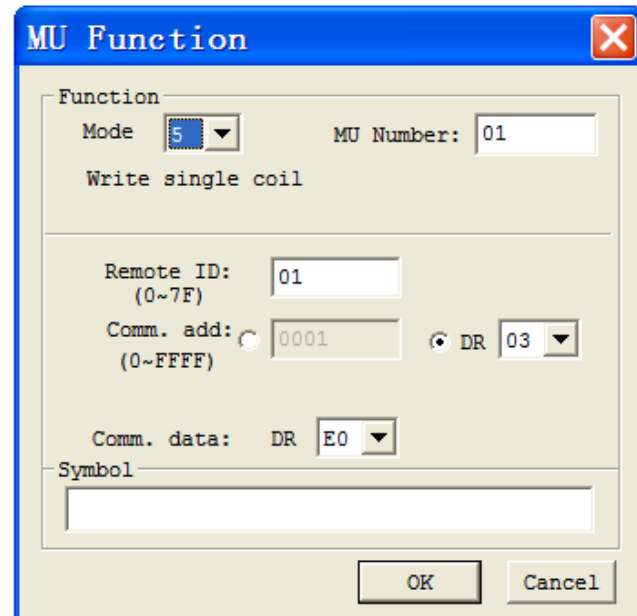 MU Function
Function
Mode 5 MU Number: 01
Write single coil
Remote ID: 01
(0~7F)
Comm. add: 0001 DR 03
(0~FFFF)
Comm. data: DR E0
Symbol
OK Cancel